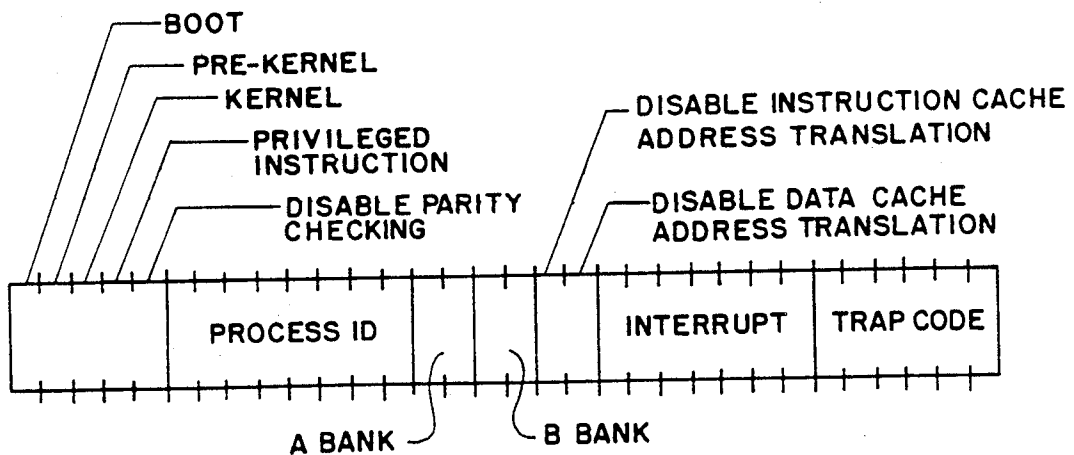 BOOT
PRE-KERNEL
KERNEL
PRIVILEGED
INSTRUCTION
DISABLE PARITY
CHECKING
DISABLE INSTRUCTION CACHE
ADDRESS TRANSLATION
DISABLE DATA CACHE
ADDRESS TRANSLATION
PROCESS ID
INTERRUPT
TRAP CODE
A BANK
B BANK